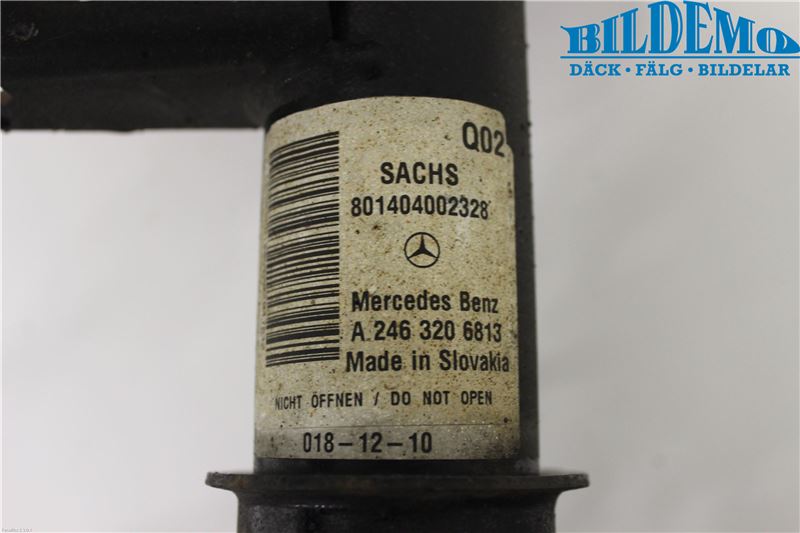 BILDEMO
DÄCK • FÄLG • BILDELAR
Q02
SACHS
801404002328
Mercedes Benz
A 246 320 6813
Made in Slovakia
NICHT ÖFFNEN / DO NOT OPEN
018-12-10